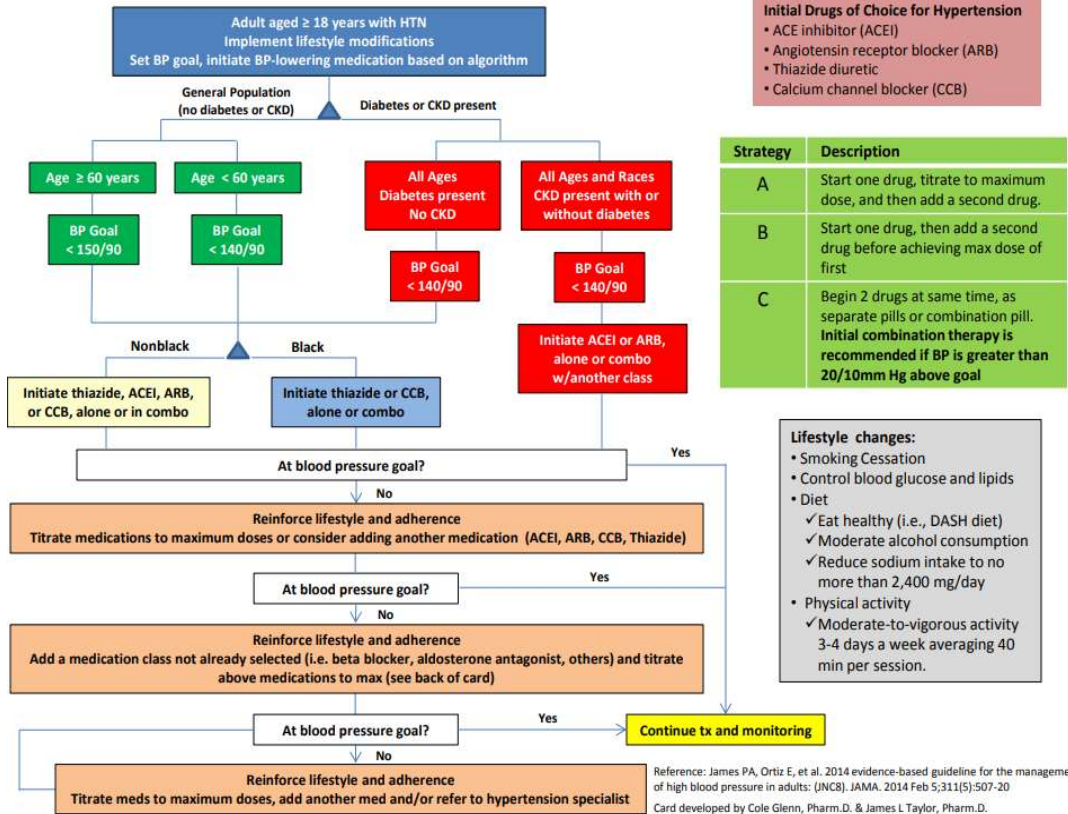 Adult aged ≥ 18 years with HTN
Implement lifestyle modifications
Set BP goal, initiate BP-lowering medication based on algorithm
General Population
(no diabetes or CKD)
Diabetes or CKD present
Age ≥ 60 years
Age < 60 years
All Ages
Diabetes present
No CKD
All Ages and Races
CKD present with or
without diabetes
BP Goal
< 150/90
BP Goal
< 140/90
BP Goal
< 140/90
BP Goal
< 140/90
Nonblack
Black
Initiate thiazide, ACEI, ARB,
or CCB, alone or in combo
Initiate thiazide or CCB,
alone or combo
Initiate ACEI or ARB,
alone or combo
w/another class
At blood pressure goal?
Yes
No
Reinforce lifestyle and adherence
Titrate medications to maximum doses or consider adding another medication (ACEI, ARB, CCB, Thiazide)
At blood pressure goal?
Yes
No
Reinforce lifestyle and adherence
Add a medication class not already selected (i.e. beta blocker, aldosterone antagonist, others) and titrate
above medications to max (see back of card)
At blood pressure goal?
Yes
Continue tx and monitoring
No
Reinforce lifestyle and adherence
Titrate meds to maximum doses, add another med and/or refer to hypertension specialist
Initial Drugs of Choice for Hypertension
• ACE inhibitor (ACEI)
• Angiotensin receptor blocker (ARB)
• Thiazide diuretic
• Calcium channel blocker (CCB)
Strategy Description
A Start one drug, titrate to maximum
dose, and then add a second drug.
B Start one drug, then add a second
drug before achieving max dose of
first
C Begin 2 drugs at same time, as
separate pills or combination pill.
Initial combination therapy is
recommended if BP is greater than
20/10mm Hg above goal
Lifestyle changes:
• Smoking Cessation
• Control blood glucose and lipids
• Diet
✓Eat healthy (i.e., DASH diet)
✓Moderate alcohol consumption
✓Reduce sodium intake to no
more than 2,400 mg/day
• Physical activity
✓Moderate-to-vigorous activity
3-4 days a week averaging 40
min per session.
Reference: James PA, Ortiz E, et al. 2014 evidence-based guideline for the manageme
of high blood pressure in adults: (JNC8). JAMA. 2014 Feb 5;311(5):507-20
Card developed by Cole Glenn, Pharm.D. & James L Taylor, Pharm.D.